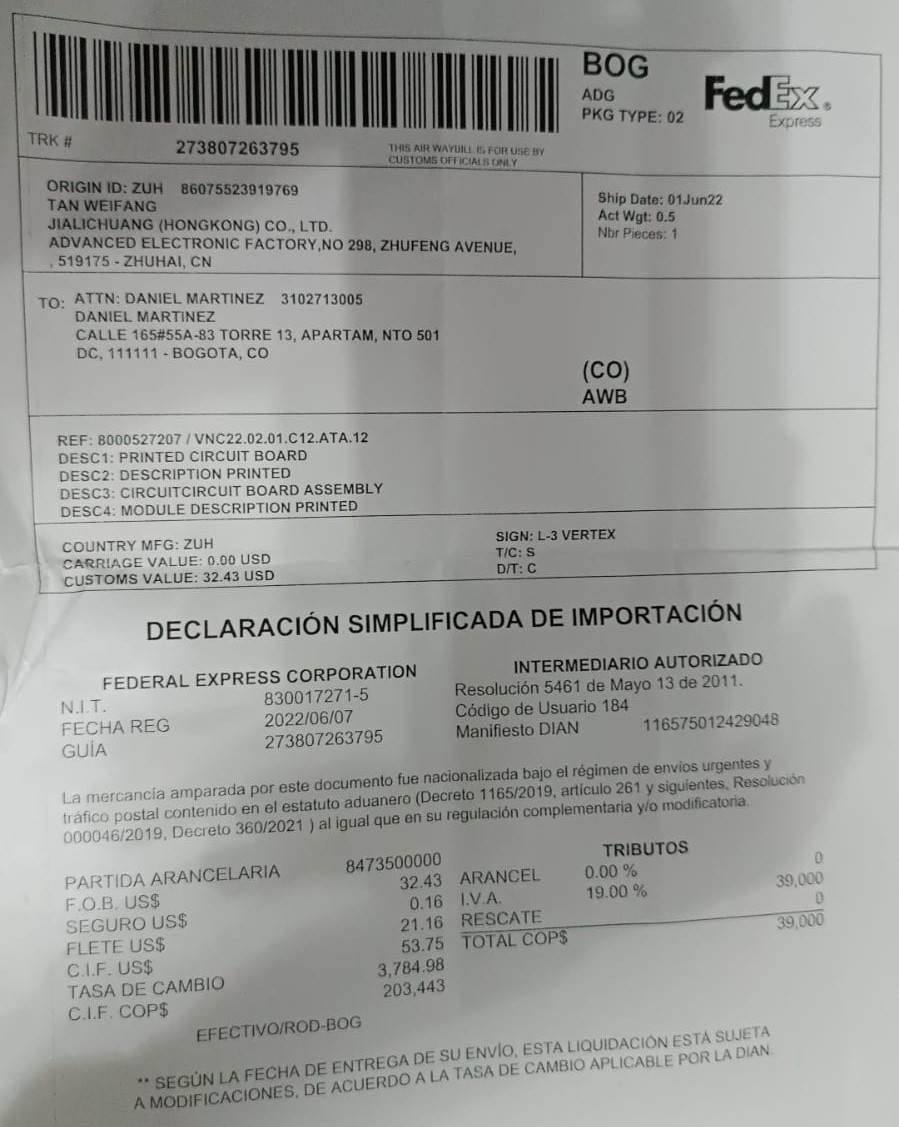 BOG
ADG
PKG TYPE: 02
FedEx®
Express
TRK # 273807263795
THIS AIR WAYBILL IS FOR USE BY
CUSTOMS OFFICIALS ONLY
ORIGIN ID: ZUH 86075523919769
TAN WEIFANG
JIALICHUANG (HONGKONG) CO., LTD.
ADVANCED ELECTRONIC FACTORY,NO 298, ZHUFENG AVENUE,
, 519175 - ZHUHAI, CN
Ship Date: 01Jun22
Act Wgt: 0.5
Nbr Pieces: 1
TO: ATTN: DANIEL MARTINEZ 3102713005
DANIEL MARTINEZ
CALLE 165#55A-83 TORRE 13, APARTAM, NTO 501
DC, 111111 - BOGOTA, CO
(CO)
AWB
REF: 8000527207 / VNC22.02.01.C12.ATA.12
DESC1: PRINTED CIRCUIT BOARD
DESC2: DESCRIPTION PRINTED
DESC3: CIRCUITCIRCUIT BOARD ASSEMBLY
DESC4: MODULE DESCRIPTION PRINTED
COUNTRY MFG: ZUH
CARRIAGE VALUE: 0.00 USD
CUSTOMS VALUE: 32.43 USD
SIGN: L-3 VERTEX
T/C: S
D/T: C
DECLARACIÓN SIMPLIFICADA DE IMPORTACIÓN
FEDERAL EXPRESS CORPORATION
N.I.T. 830017271-5
FECHA REG 2022/06/07
GUÍA 273807263795
INTERMEDIARIO AUTORIZADO
Resolución 5461 de Mayo 13 de 2011.
Código de Usuario 184
Manifiesto DIAN 116575012429048
La mercancía amparada por este documento fue nacionalizada bajo el régimen de envíos urgentes y
tráfico postal contenido en el estatuto aduanero (Decreto 1165/2019, artículo 261 y siguientes, Resolución
000046/2019, Decreto 360/2021 ) al igual que en su regulación complementaria y/o modificatoria.
PARTIDA ARANCELARIA 8473500000
F.O.B. US$ 32.43
SEGURO US$ 0.16
FLETE US$ 21.16
C.I.F. US$ 53.75
TASA DE CAMBIO 3,784.98
C.I.F. COP$ 203,443
TRIBUTOS
ARANCEL 0.00 % 0
I.V.A. 19.00 % 39,000
RESCATE 0
TOTAL COP$ 39,000
EFECTIVO/ROD-BOG
** SEGÚN LA FECHA DE ENTREGA DE SU ENVÍO, ESTA LIQUIDACIÓN ESTÁ SUJETA
A MODIFICACIONES, DE ACUERDO A LA TASA DE CAMBIO APLICABLE POR LA DIAN.